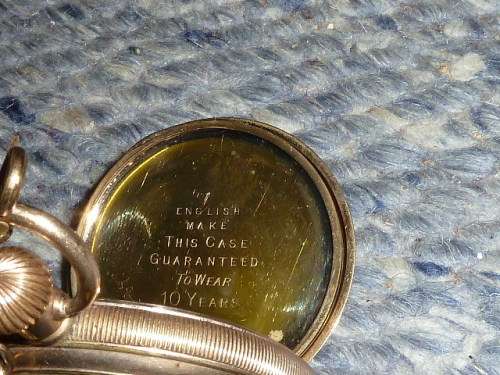 ENGLISH
MAKE
THIS CASE
GUARANTEED
TO WEAR
10 YEARS